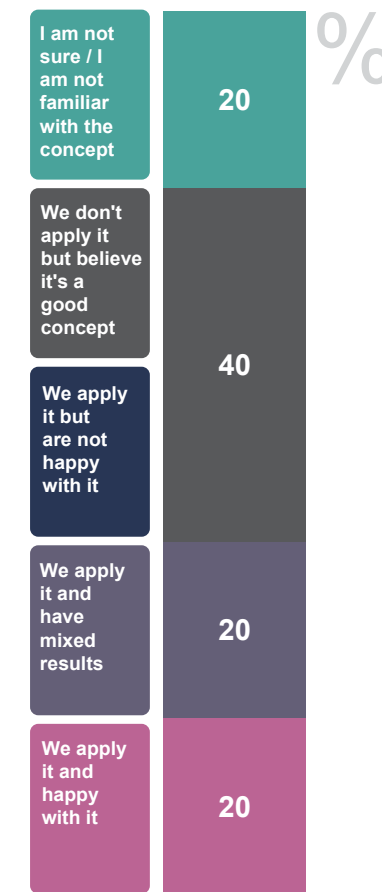 I am not
sure / I
am not
familiar
with the
concept
20
%
We don't
apply it
but believe
it's a
good
concept
40
We apply
it but
are not
happy
with it
We apply
it and
have
mixed
results
20
We apply
it and
happy
with it
20